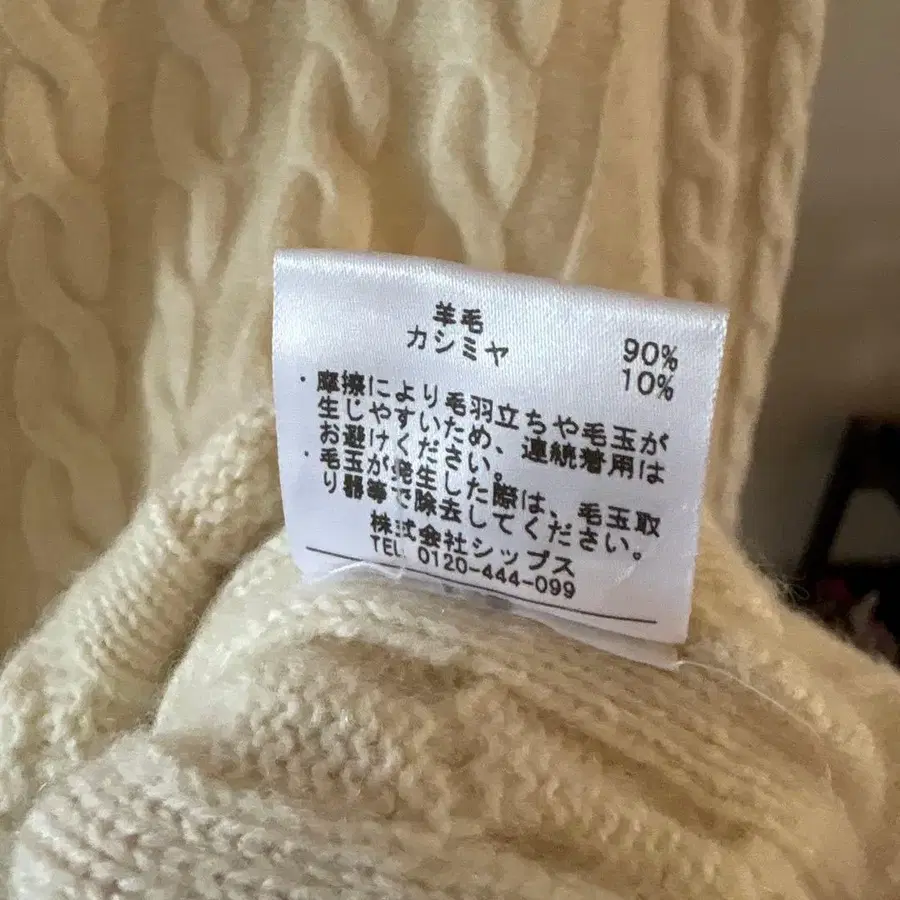 羊毛 90%
カシミヤ 10%
・摩擦により毛羽立ちや毛玉が
生じやすいため、連続着用は
お避けください。
・毛玉が発生した際は、毛玉取
り器等で除去してください。
株式会社シップス
TEL 0120-444-099